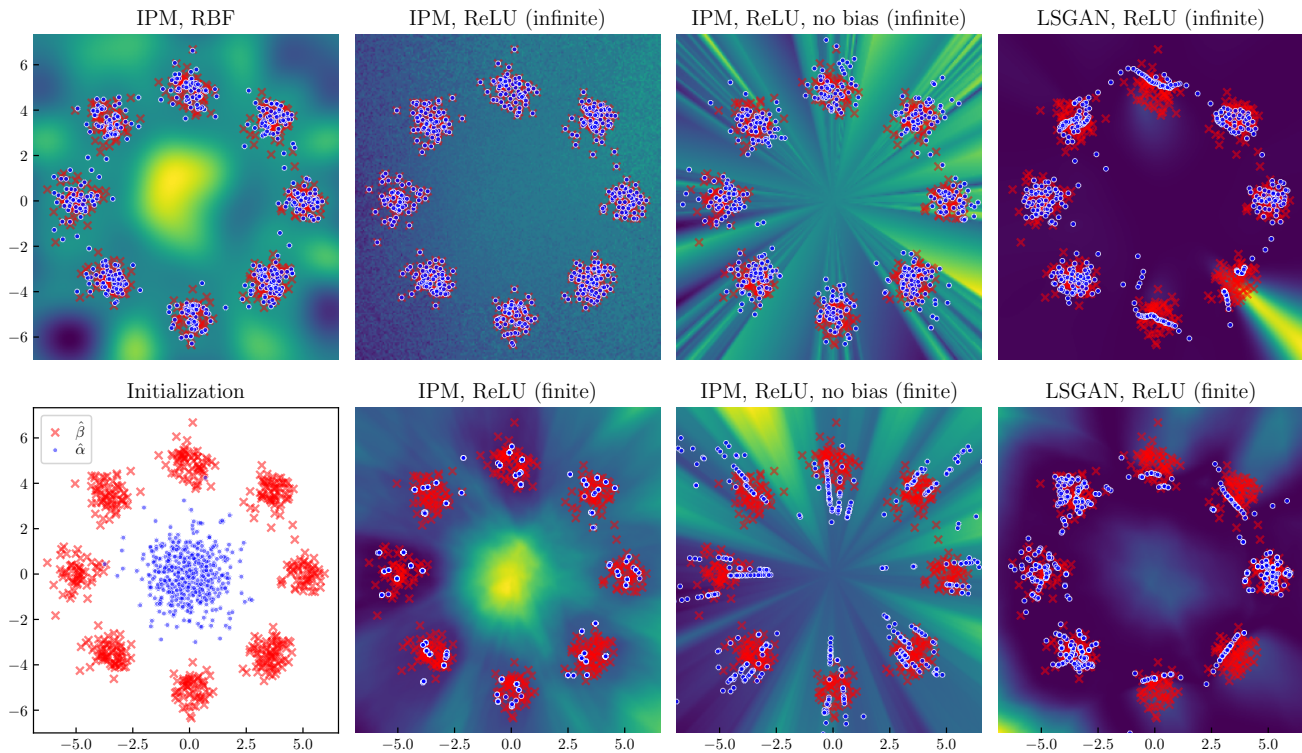 IPM, RBF
IPM, ReLU (infinite)
IPM, ReLU, no bias (infinite)
LSGAN, ReLU (infinite)
6
4
2
0
−2
−4
−6
Initialization
IPM, ReLU (finite)
IPM, ReLU, no bias (finite)
LSGAN, ReLU (finite)
β̂
α̂
6
4
2
0
−2
−4
−6
−5.0 −2.5 0.0 2.5 5.0
−5.0 −2.5 0.0 2.5 5.0
−5.0 −2.5 0.0 2.5 5.0
−5.0 −2.5 0.0 2.5 5.0